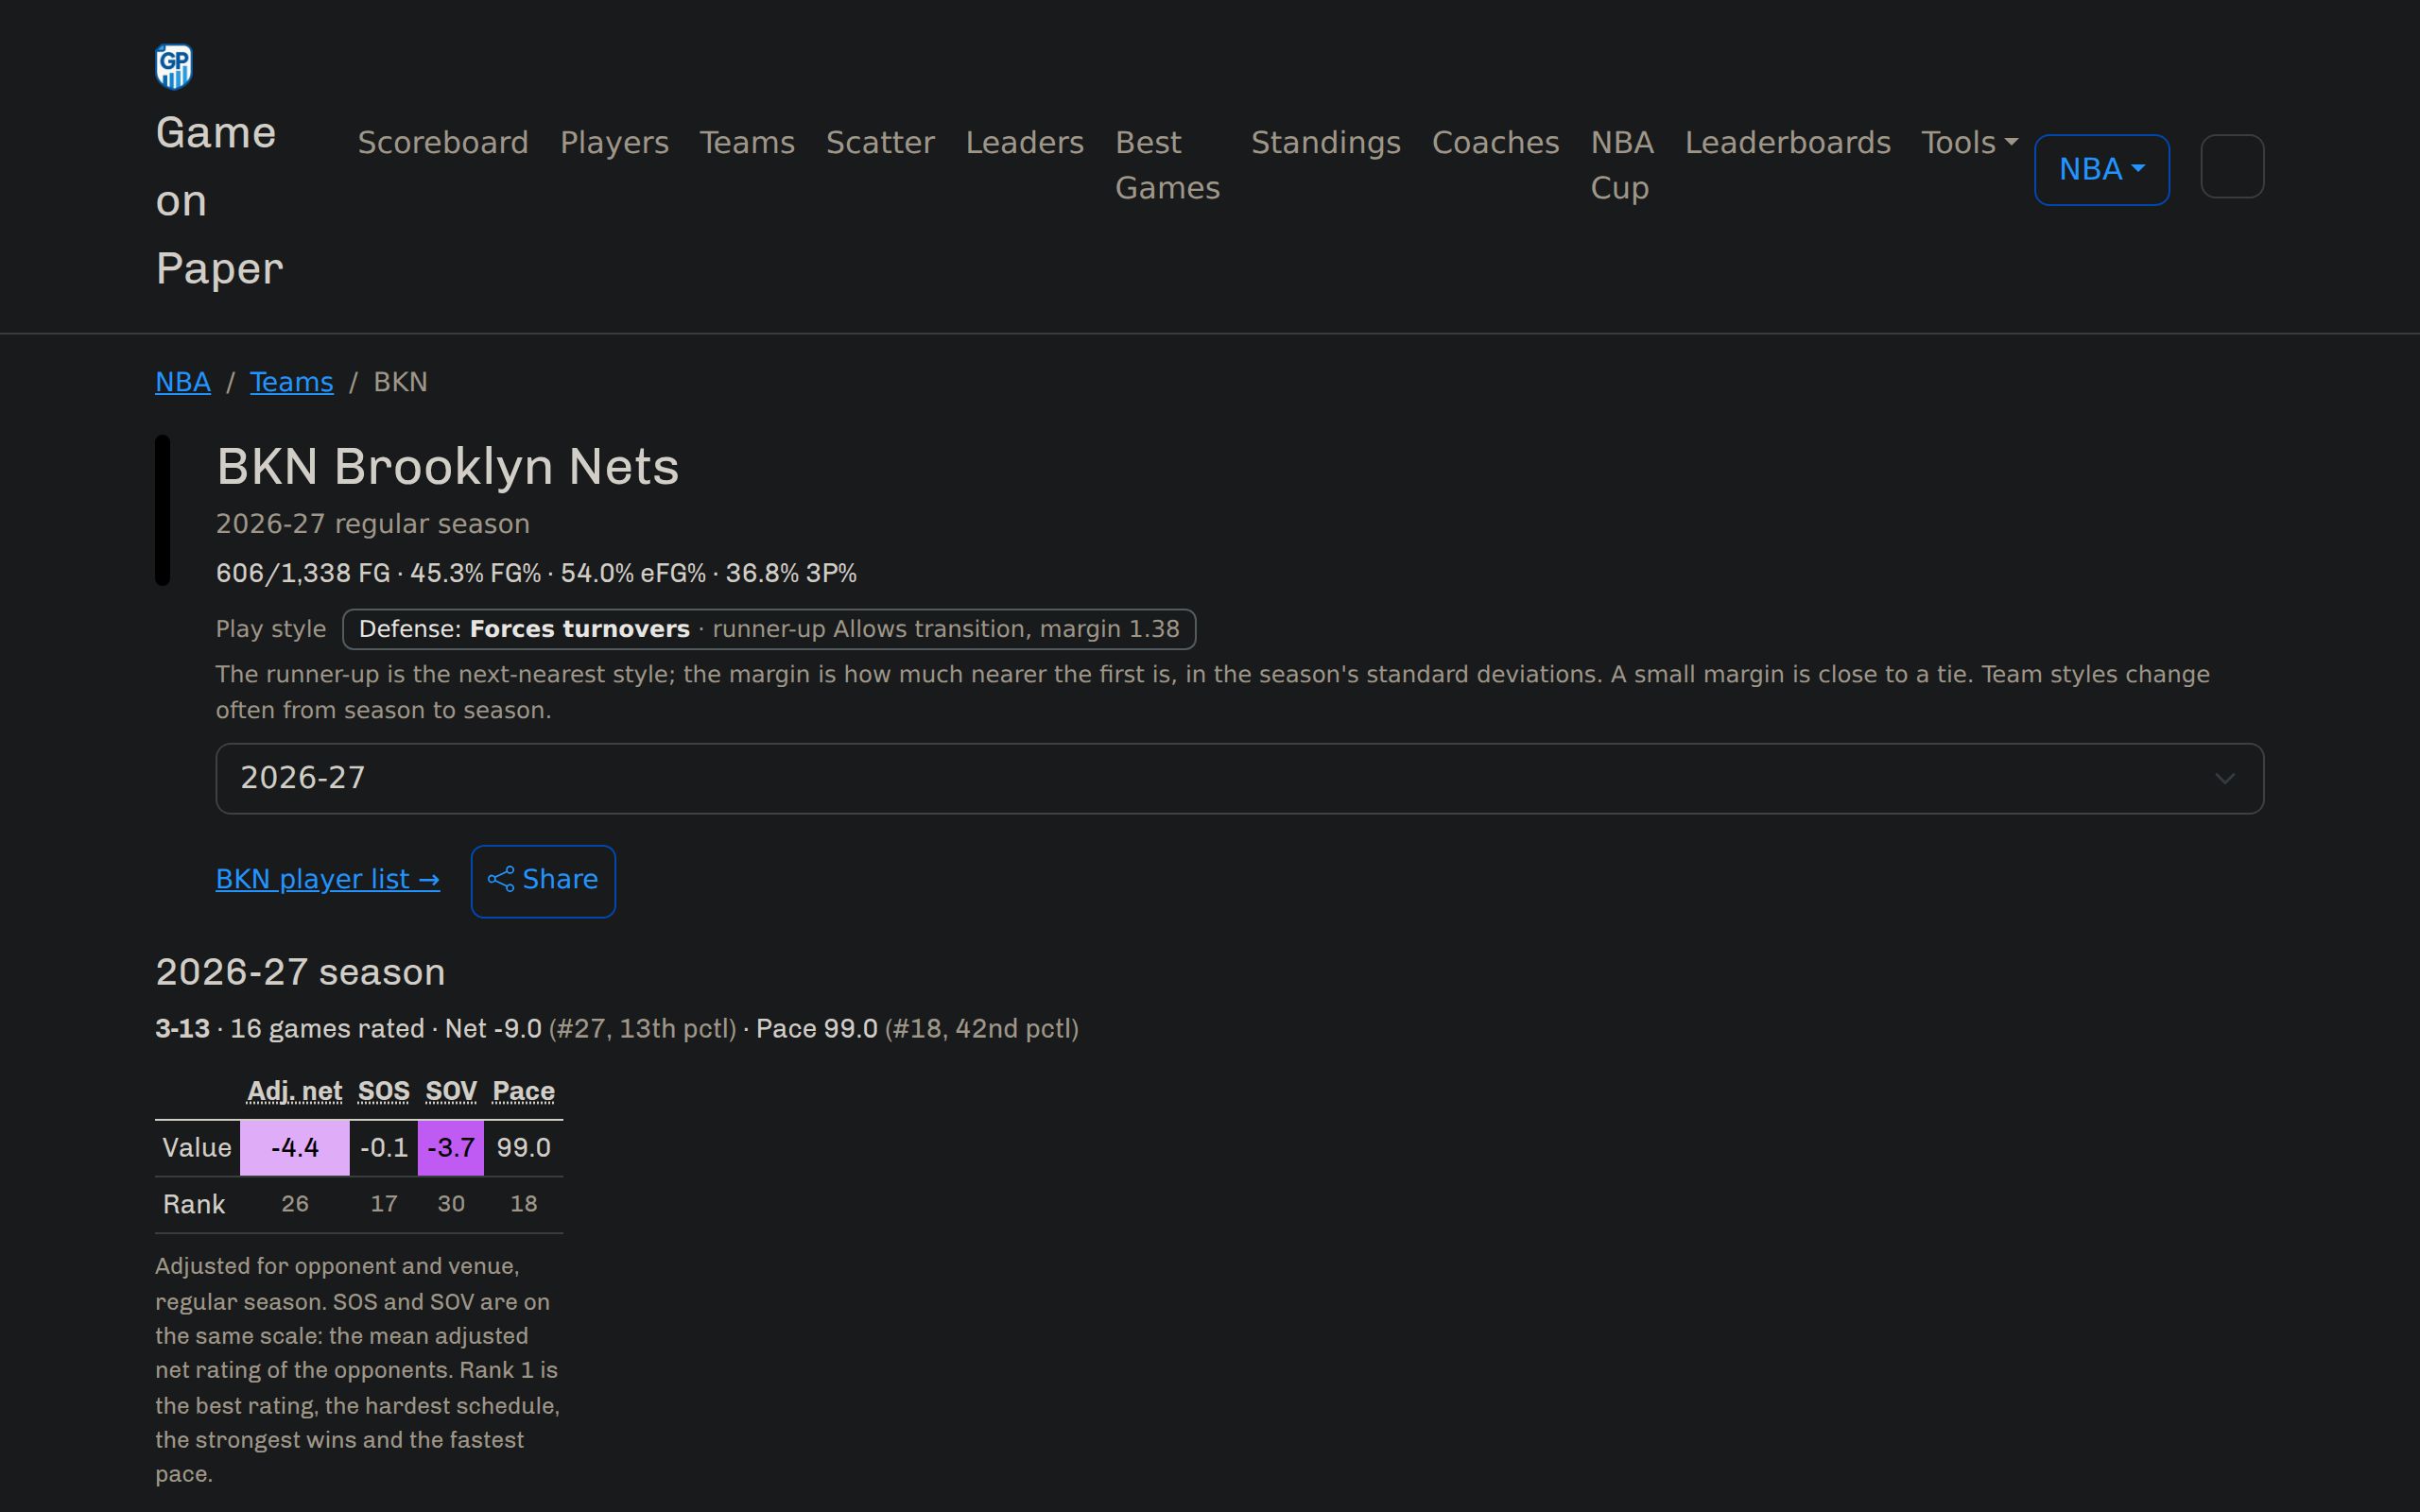 GP
Game
on
Paper
Scoreboard Players Teams Scatter Leaders Best Games Standings Coaches NBA Cup Leaderboards Tools NBA
NBA / Teams / BKN
BKN Brooklyn Nets
2026-27 regular season
606/1,338 FG · 45.3% FG% · 54.0% eFG% · 36.8% 3P%
Play style Defense: Forces turnovers · runner-up Allows transition, margin 1.38
The runner-up is the next-nearest style; the margin is how much nearer the first is, in the season's standard deviations. A small margin is close to a tie. Team styles change
often from season to season.
2026-27
BKN player list → Share
2026-27 season
3-13 · 16 games rated · Net -9.0 (#27, 13th pctl) · Pace 99.0 (#18, 42nd pctl)
Adj. net SOS SOV Pace
Value -4.4 -0.1 -3.7 99.0
Rank 26 17 30 18
Adjusted for opponent and venue,
regular season. SOS and SOV are on
the same scale: the mean adjusted
net rating of the opponents. Rank 1 is
the best rating, the hardest schedule,
the strongest wins and the fastest
pace.